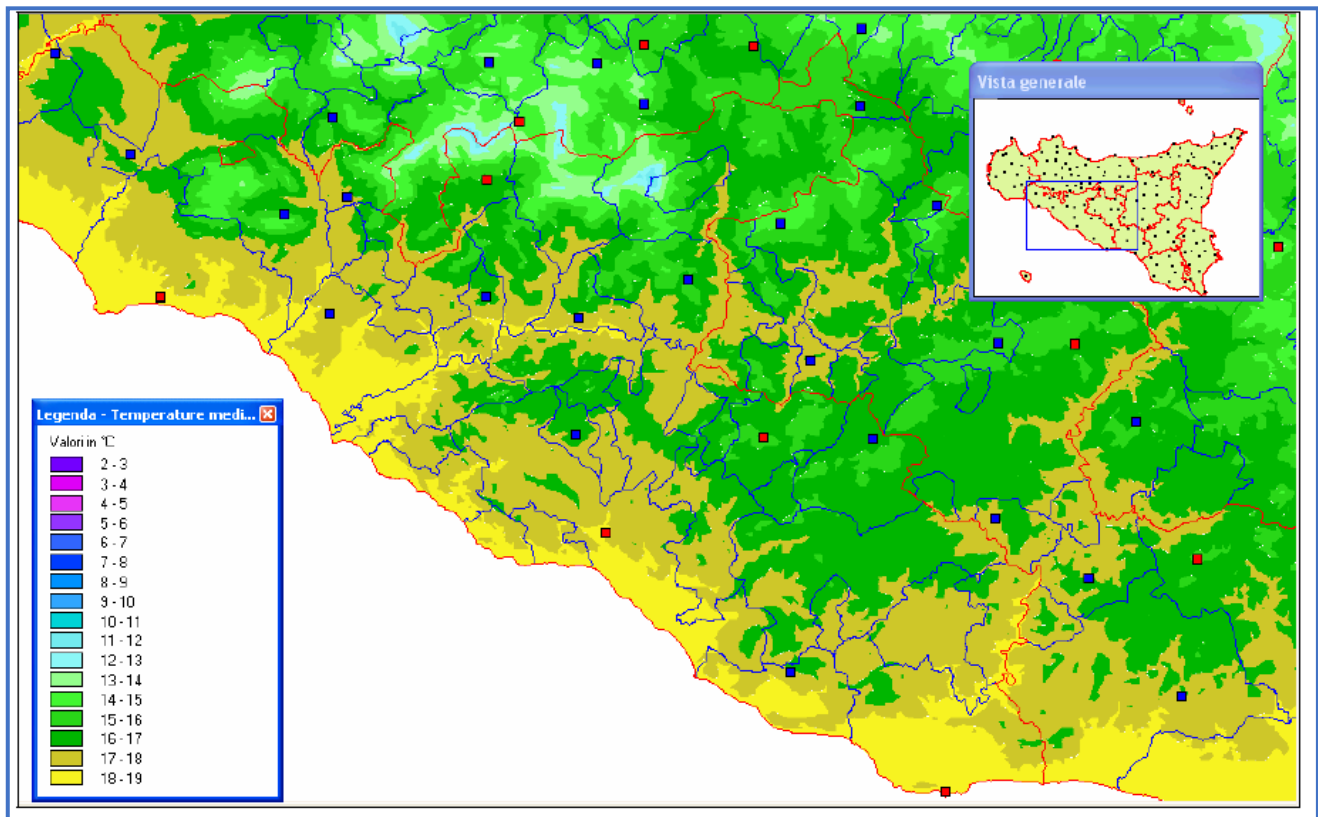 Vista generale
Legenda - Temperature medi...
Valori in °C
2 - 3
3 - 4
4 - 5
5 - 6
6 - 7
7 - 8
8 - 9
9 - 10
10 - 11
11 - 12
12 - 13
13 - 14
14 - 15
15 - 16
16 - 17
17 - 18
18 - 19